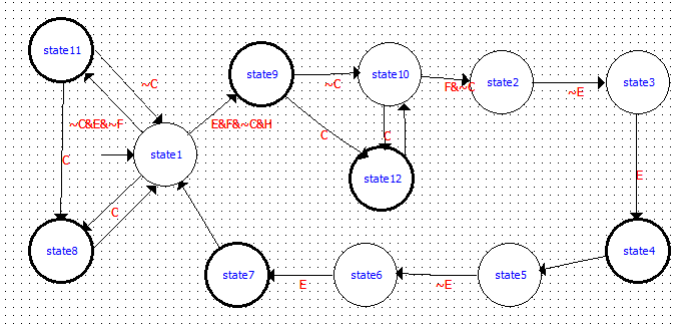 state11
state9
state10
state2
state3
~C
~C
F&~C
~E
~C&E&~F
E&F&~C&H
C
C
state1
C
E
state12
C
state8
state7
state6
state5
state4
E
~E